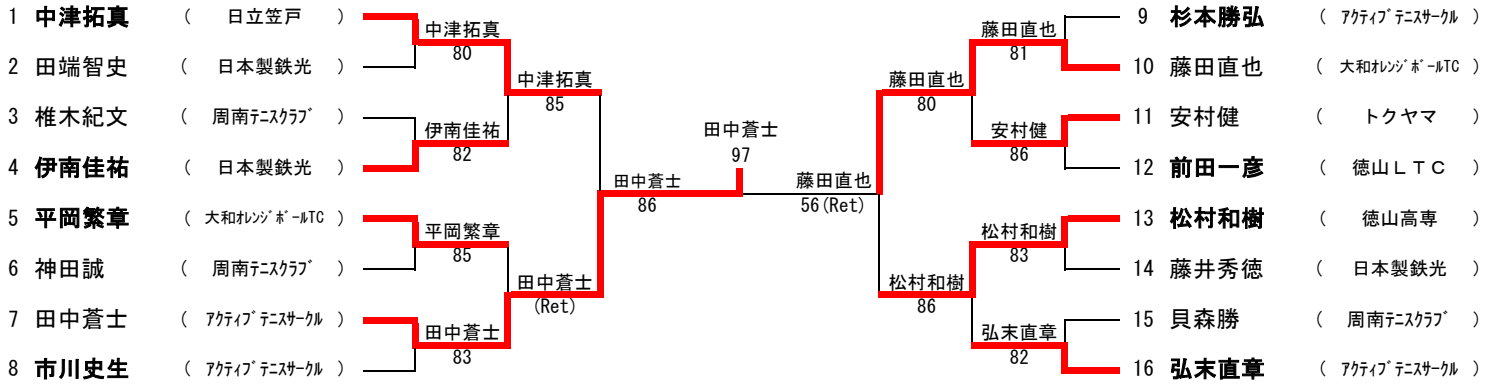 1 中津拓真 ( 日立笠戸 )
2 田端智史 ( 日本製鉄光 )
3 椎木紀文 ( 周南ﾃﾆｽｸﾗﾌﾞ )
4 伊南佳祐 ( 日本製鉄光 )
5 平岡繁章 ( 大和ｵﾚﾝｼﾞﾎﾞｰﾙTC )
6 神田誠 ( 周南ﾃﾆｽｸﾗﾌﾞ )
7 田中蒼士 ( ｱｸﾃｨﾌﾞﾃﾆｽｻｰｸﾙ )
8 市川史生 ( ｱｸﾃｨﾌﾞﾃﾆｽｻｰｸﾙ )
中津拓真
80
伊南佳祐
82
平岡繁章
85
田中蒼士
83
中津拓真
85
田中蒼士
(Ret)
田中蒼士
86
田中蒼士
97
藤田直也
56(Ret)
藤田直也
80
松村和樹
86
藤田直也
81
安村健
86
松村和樹
83
弘末直章
82
9 杉本勝弘 ( ｱｸﾃｨﾌﾞﾃﾆｽｻｰｸﾙ )
10 藤田直也 ( 大和ｵﾚﾝｼﾞﾎﾞｰﾙTC )
11 安村健 ( トクヤマ )
12 前田一彦 ( 徳山ＬＴＣ )
13 松村和樹 ( 徳山高専 )
14 藤井秀徳 ( 日本製鉄光 )
15 貝森勝 ( 周南ﾃﾆｽｸﾗﾌﾞ )
16 弘末直章 ( ｱｸﾃｨﾌﾞﾃﾆｽｻｰｸﾙ )